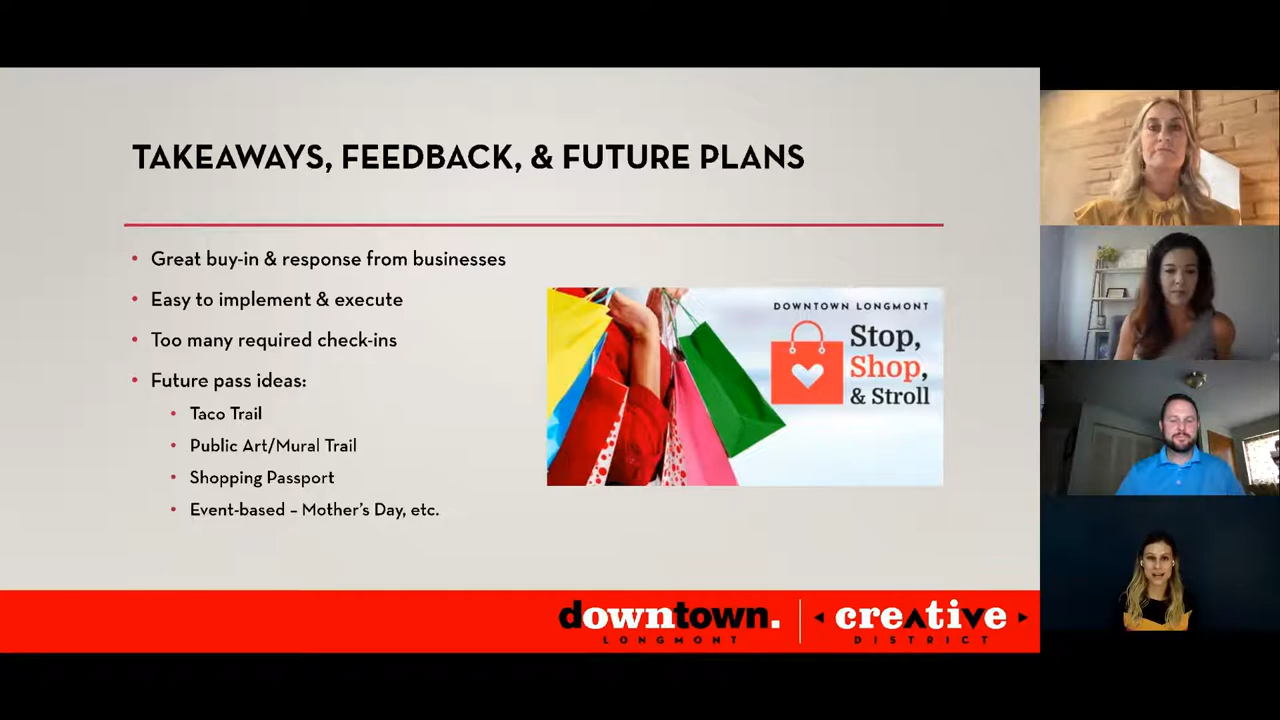 TAKEAWAYS, FEEDBACK, & FUTURE PLANS
• Great buy-in & response from businesses
• Easy to implement & execute
• Too many required check-ins
• Future pass ideas:
• Taco Trail
• Public Art/Mural Trail
• Shopping Passport
• Event-based – Mother's Day, etc.
DOWNTOWN LONGMONT
Stop,
Shop,
& Stroll
downtown.
LONGMONT
creative
DISTRICT